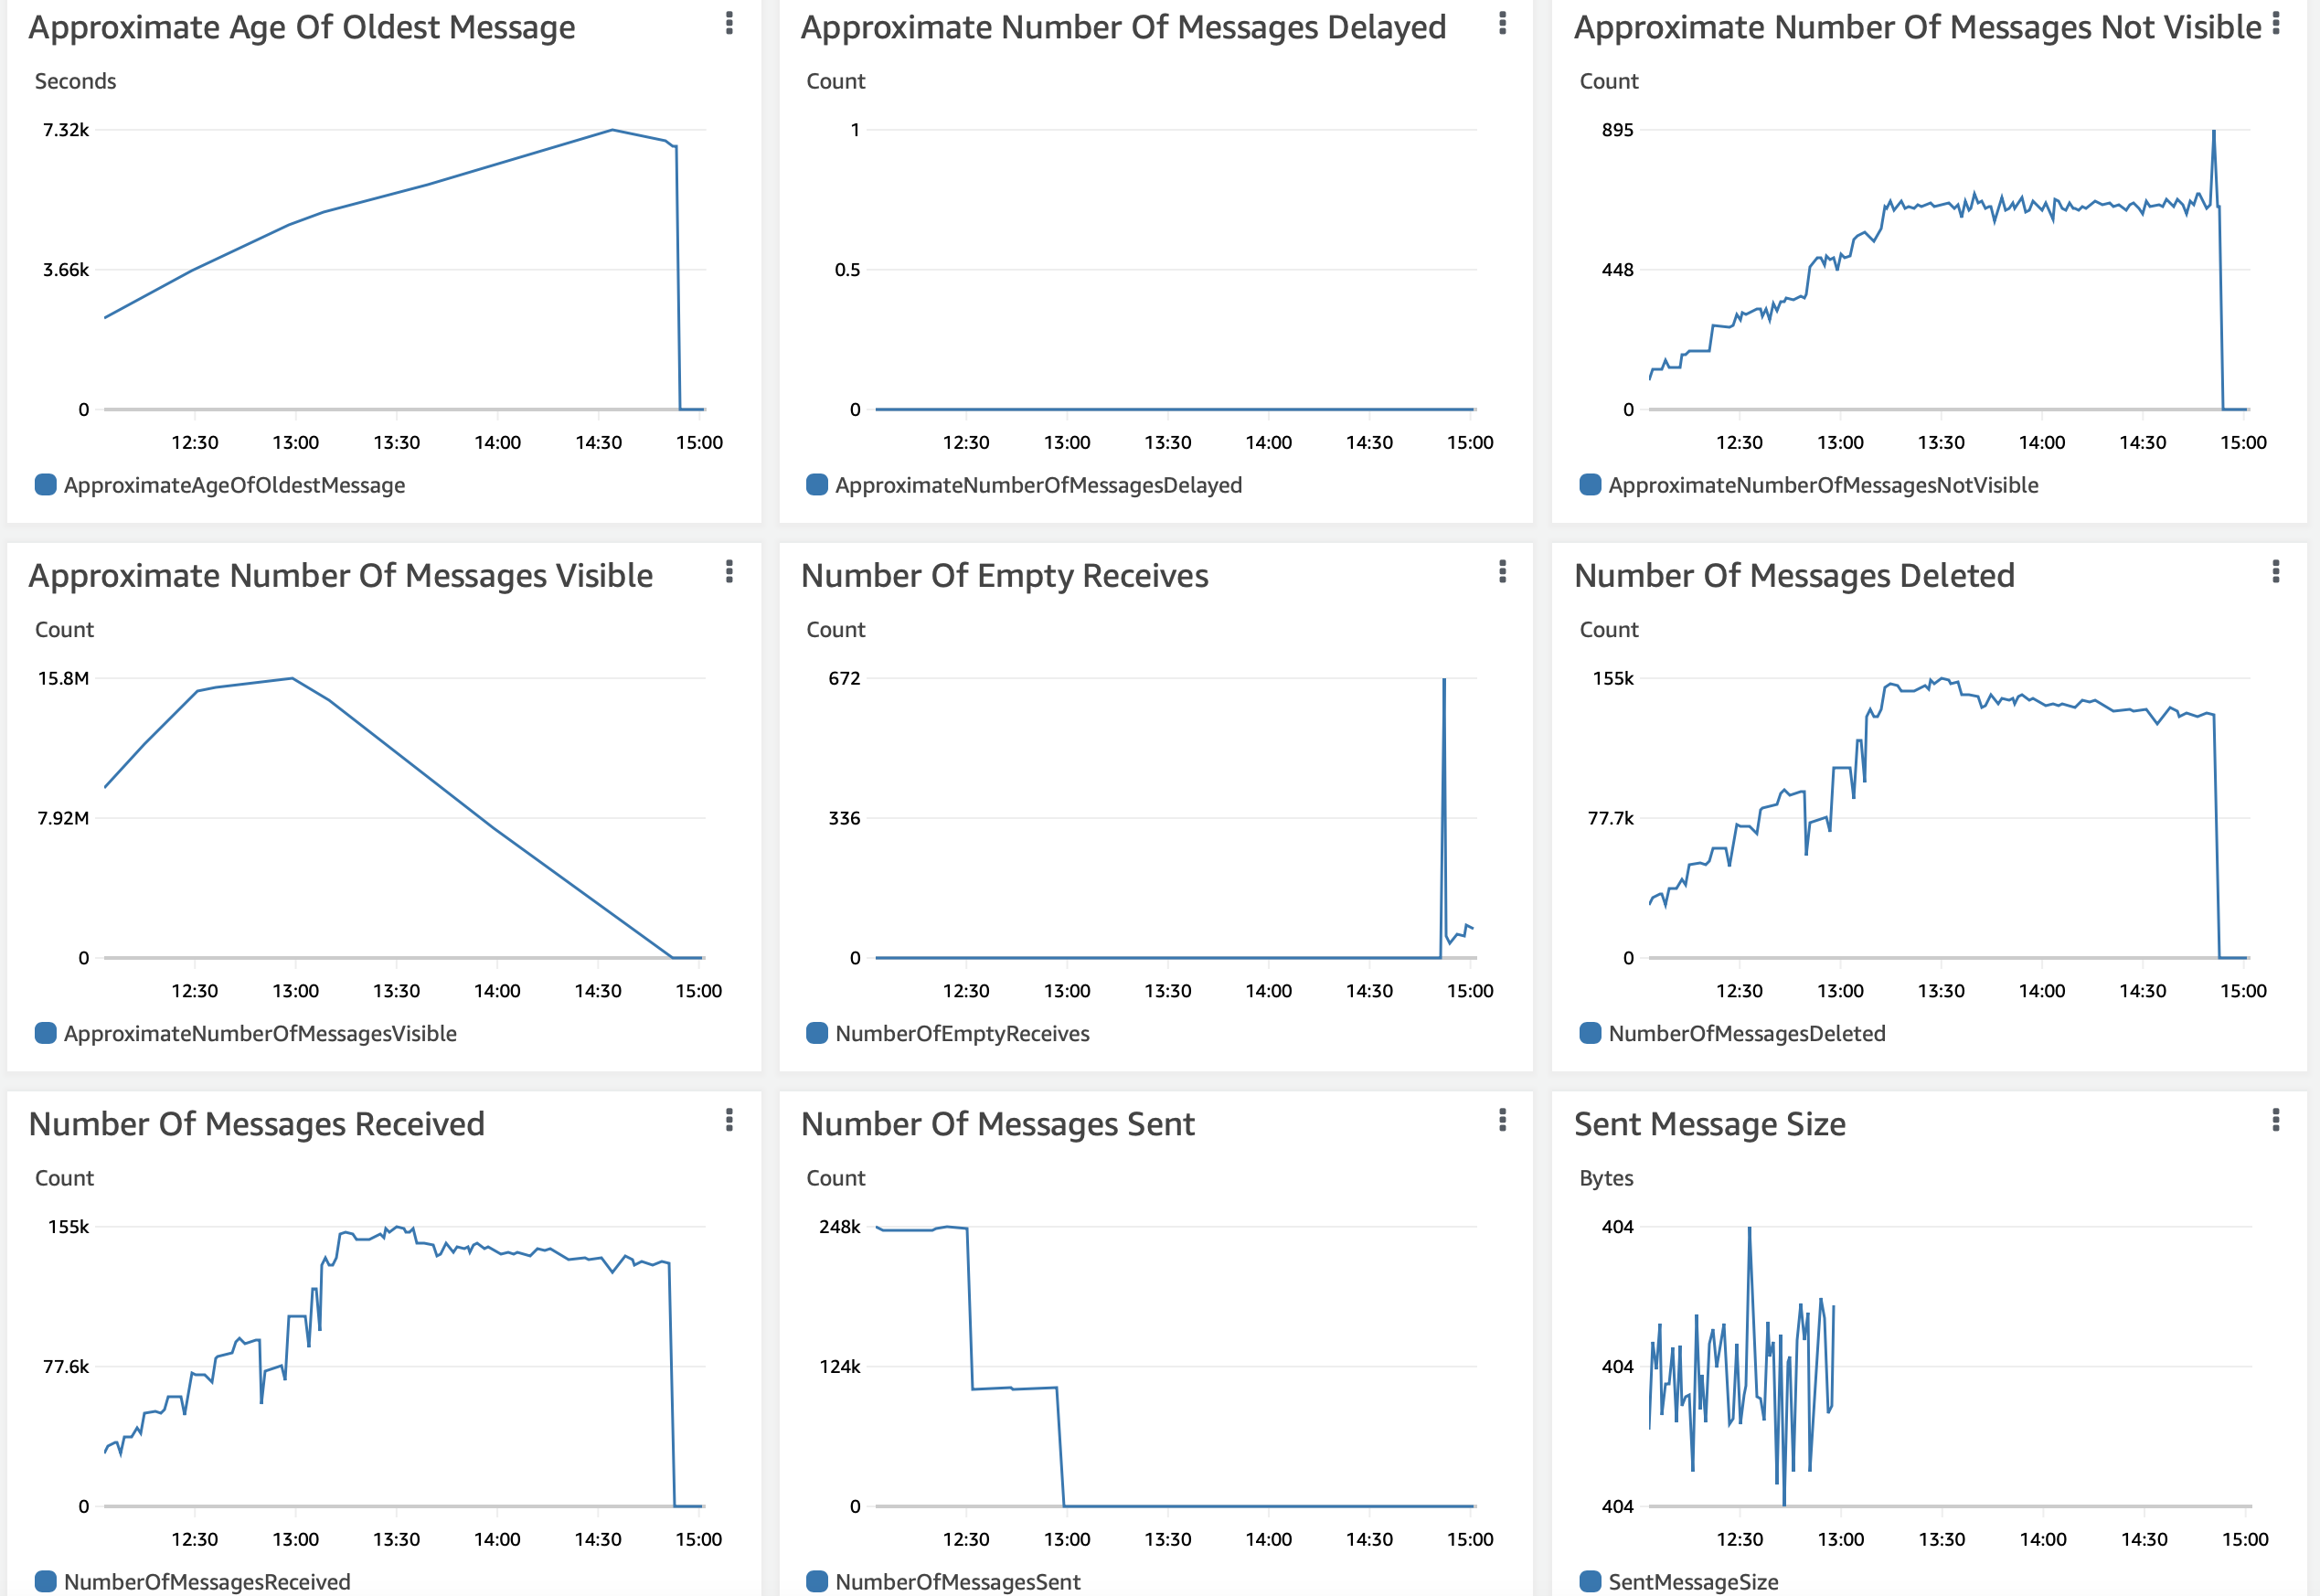 Approximate Age Of Oldest Message
Seconds
7.32k
3.66k
0
12:30 13:00 13:30 14:00 14:30 15:00
ApproximateAgeOfOldestMessage
Approximate Number Of Messages Delayed
Count
1
0.5
0
12:30 13:00 13:30 14:00 14:30 15:00
ApproximateNumberOfMessagesDelayed
Approximate Number Of Messages Not Visible
Count
895
448
0
12:30 13:00 13:30 14:00 14:30 15:00
ApproximateNumberOfMessagesNotVisible
Approximate Number Of Messages Visible
Count
15.8M
7.92M
0
12:30 13:00 13:30 14:00 14:30 15:00
ApproximateNumberOfMessagesVisible
Number Of Empty Receives
Count
672
336
0
12:30 13:00 13:30 14:00 14:30 15:00
NumberOfEmptyReceives
Number Of Messages Deleted
Count
155k
77.7k
0
12:30 13:00 13:30 14:00 14:30 15:00
NumberOfMessagesDeleted
Number Of Messages Received
Count
155k
77.6k
0
12:30 13:00 13:30 14:00 14:30 15:00
NumberOfMessagesReceived
Number Of Messages Sent
Count
248k
124k
0
12:30 13:00 13:30 14:00 14:30 15:00
NumberOfMessagesSent
Sent Message Size
Bytes
404
404
404
12:30 13:00 13:30 14:00 14:30 15:00
SentMessageSize